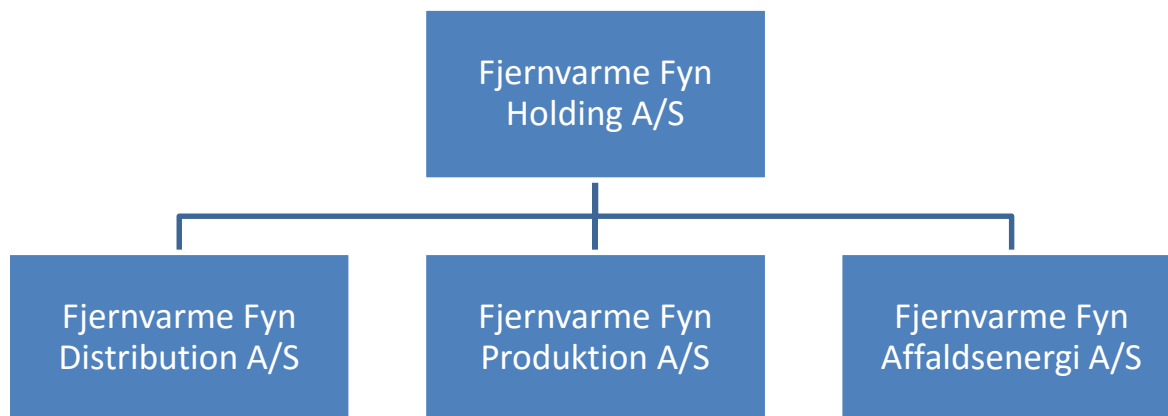 Fjernvarme Fyn
Holding A/S
Fjernvarme Fyn
Distribution A/S
Fjernvarme Fyn
Produktion A/S
Fjernvarme Fyn
Affaldsenergi A/S